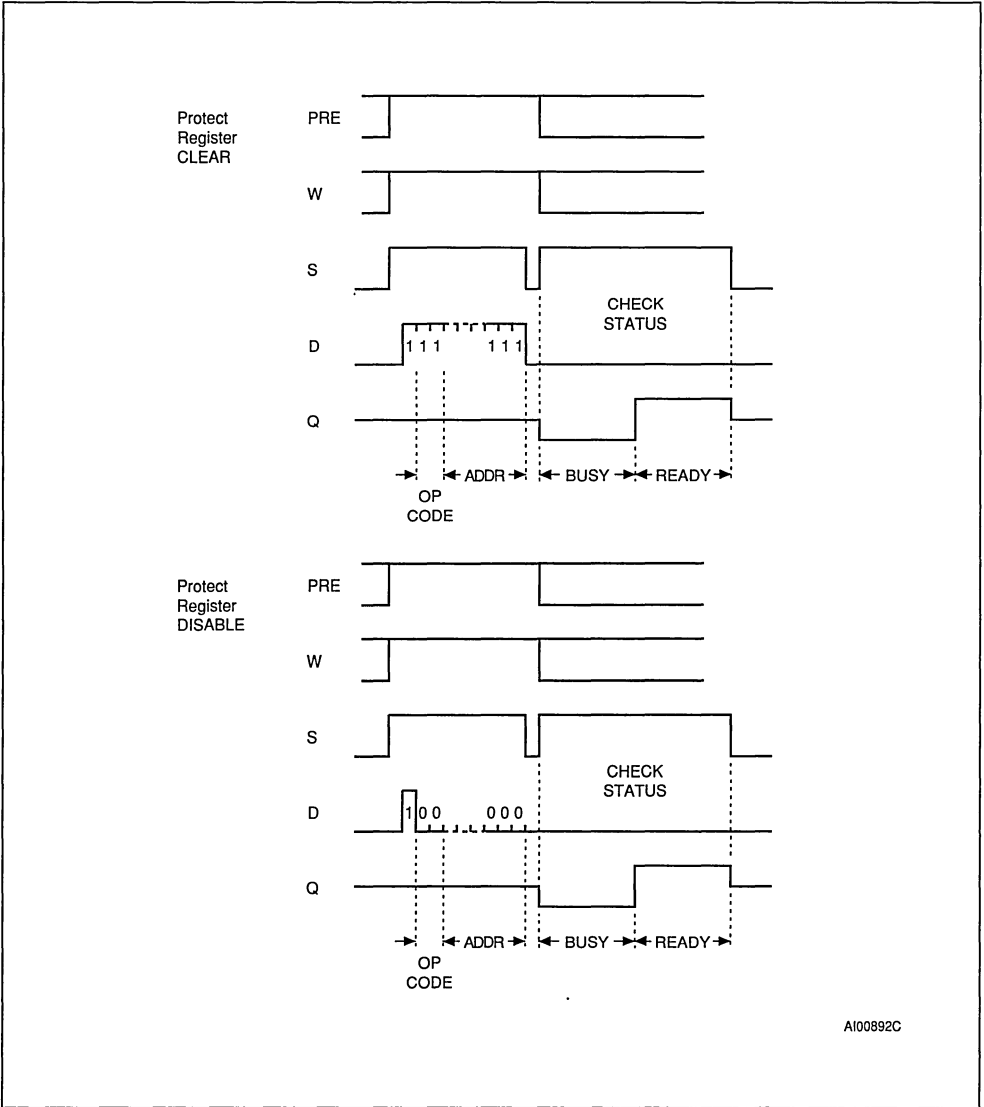 Protect
Register
CLEAR
PRE
W
S
CHECK
STATUS
D
1 1 1 1 1 1
Q
ADDR BUSY READY
OP
CODE
Protect
Register
DISABLE
PRE
W
S
CHECK
STATUS
D
1 0 0 0 0 0
Q
ADDR BUSY READY
OP
CODE
AI00892C